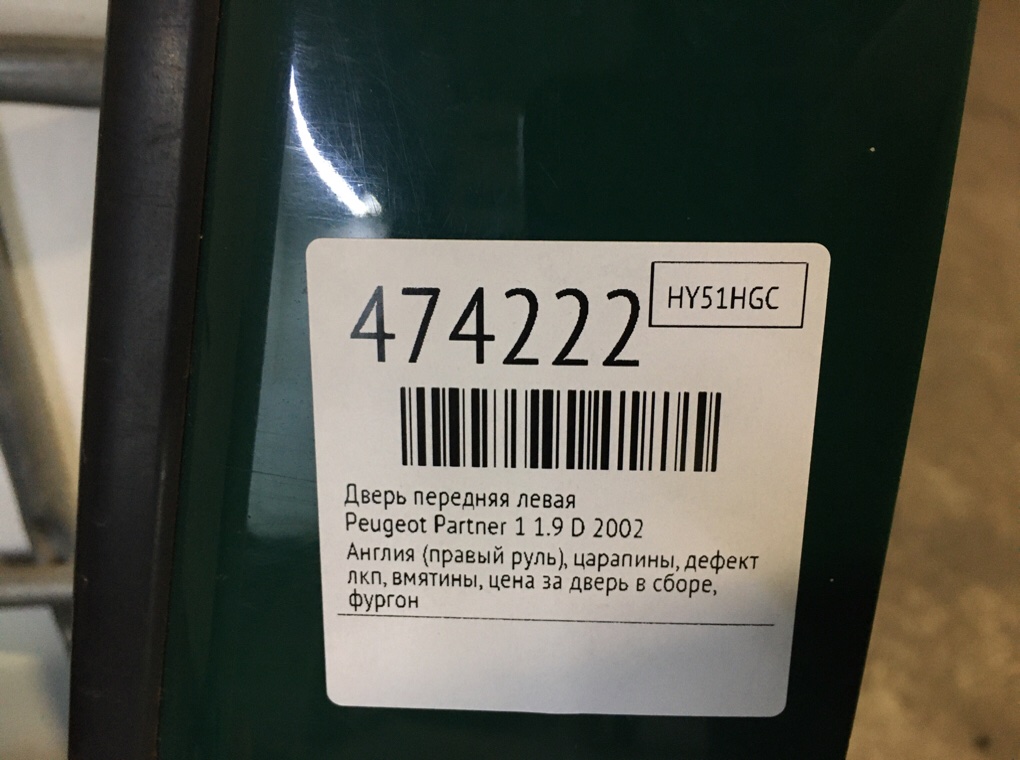 474222
HY51HGC
Дверь передняя левая
Peugeot Partner 1 1.9 D 2002
Англия (правый руль), царапины, дефект
лкп, вмятины, цена за дверь в сборе,
фургон